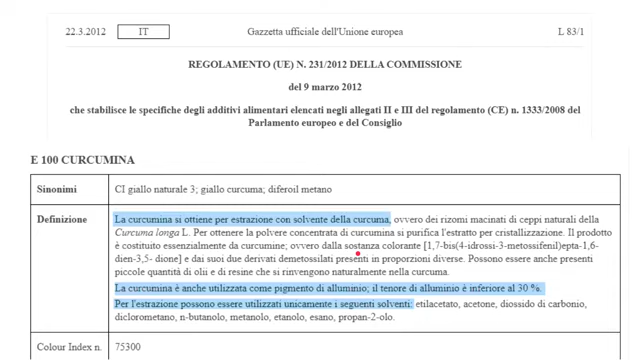 22.3.2012 IT Gazzetta ufficiale dell'Unione europea L 83/1
REGOLAMENTO (UE) N. 231/2012 DELLA COMMISSIONE
del 9 marzo 2012
che stabilisce le specifiche degli additivi alimentari elencati negli allegati II e III del regolamento (CE) n. 1333/2008 del
Parlamento europeo e del Consiglio
E 100 CURCUMINA
Sinonimi CI giallo naturale 3; giallo curcuma; diferoil metano
Definizione La curcumina si ottiene per estrazione con solvente della curcuma, ovvero dei rizomi macinati di ceppi naturali della
Curcuma longa L. Per ottenere la polvere concentrata di curcumina si purifica l'estratto per cristallizzazione. Il prodotto
è costituito essenzialmente da curcumine; ovvero dalla sostanza colorante [1,7-bis(4-idrossi-3-metossifenil)epta-1,6-
dien-3,5- dione] e dai suoi due derivati demetossilati presenti in proporzioni diverse. Possono essere anche presenti
piccole quantità di olii e di resine che si rinvengono naturalmente nella curcuma.
La curcumina è anche utilizzata come pigmento di alluminio; il tenore di alluminio è inferiore al 30 %.
Per l'estrazione possono essere utilizzati unicamente i seguenti solventi: etilacetato, acetone, diossido di carbonio,
diclorometano, n-butanolo, metanolo, etanolo, esano, propan-2-olo.
Colour Index n. 75300